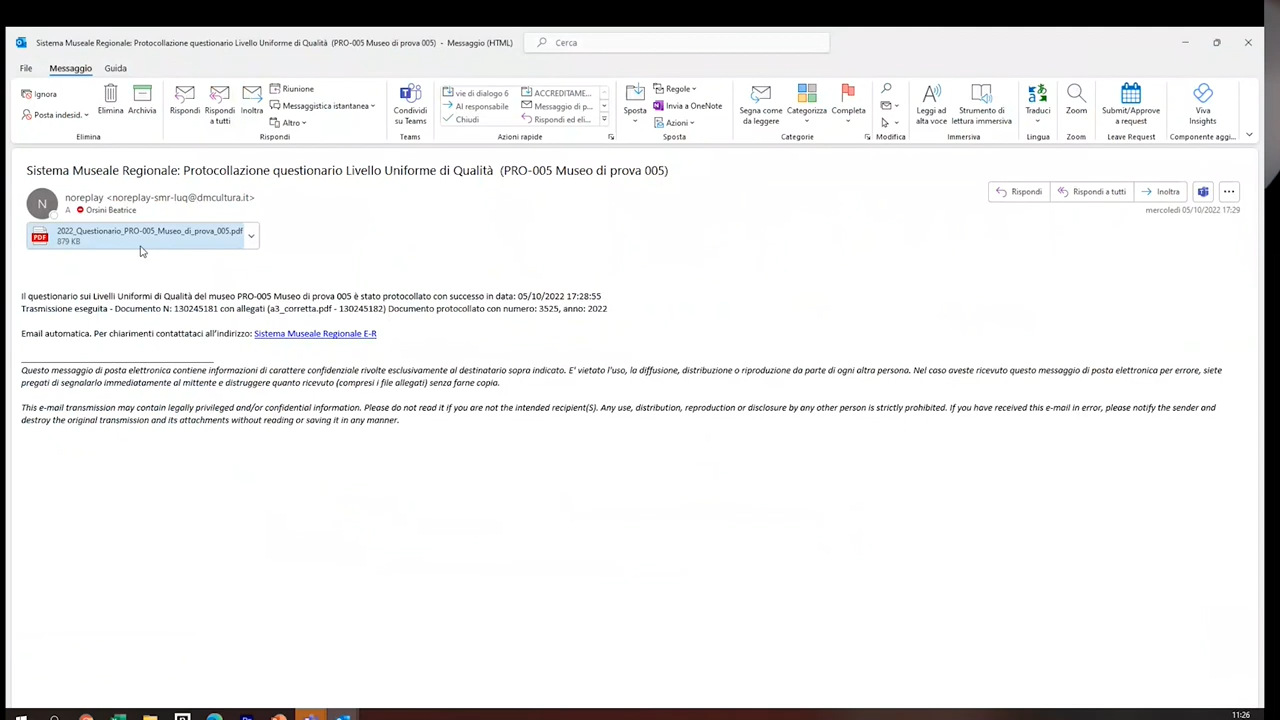 Sistema Museale Regionale: Protocollazione questionario Livello Uniforme di Qualità (PRO-005 Museo di prova 005) - Messaggio (HTML)
Cerca
File Messaggio Guida
Ignora
Posta indesid.
Elimina
Archivia
Elimina
Rispondi
Rispondi a tutti
Inoltra
Riunione
Messaggistica istantanea
Altro
Rispondi
Condividi su Teams
Teams
vie di dialogo 6
Al responsabile
Chiudi
ACCREDITAME...
Messaggio di p...
Rispondi ed eli...
Azioni rapide
Sposta
Regole
Invia a OneNote
Azioni
Sposta
Segna come da leggere
Categorizza
Completa
Categorie
Modifica
Leggi ad alta voce
Strumento di lettura immersiva
Immersiva
Traduci
Lingua
Zoom
Zoom
Submit/Approve a request
Leave Request
Viva Insights
Componente aggi...
Sistema Museale Regionale: Protocollazione questionario Livello Uniforme di Qualità (PRO-005 Museo di prova 005)
N
noreplay <noreplay-smr-luq@dmcultura.it>
A Orsini Beatrice
Rispondi
Rispondi a tutti
Inoltra
mercoledì 05/10/2022 17:29
PDF
2022_Questionario_PRO-005_Museo_di_prova_005.pdf
879 KB
Il questionario sui Livelli Uniformi di Qualità del museo PRO-005 Museo di prova 005 è stato protocollato con successo in data: 05/10/2022 17:28:55
Trasmissione eseguita - Documento N: 130245181 con allegati (a3_corretta.pdf - 130245182) Documento protocollato con numero: 3525, anno: 2022
Email automatica. Per chiarimenti contattataci all'indirizzo: Sistema Museale Regionale E-R
Questo messaggio di posta elettronica contiene informazioni di carattere confidenziale rivolte esclusivamente al destinatario sopra indicato. E' vietato l'uso, la diffusione, distribuzione o riproduzione da parte di ogni altra persona. Nel caso aveste ricevuto questo messaggio di posta elettronica per errore, siete
pregati di segnalarlo immediatamente al mittente e distruggere quanto ricevuto (compresi i file allegati) senza farne copia.
This e-mail transmission may contain legally privileged and/or confidential information. Please do not read it if you are not the intended recipient(S). Any use, distribution, reproduction or disclosure by any other person is strictly prohibited. If you have received this e-mail in error, please notify the sender and
destroy the original transmission and its attachments without reading or saving it in any manner.
11:26